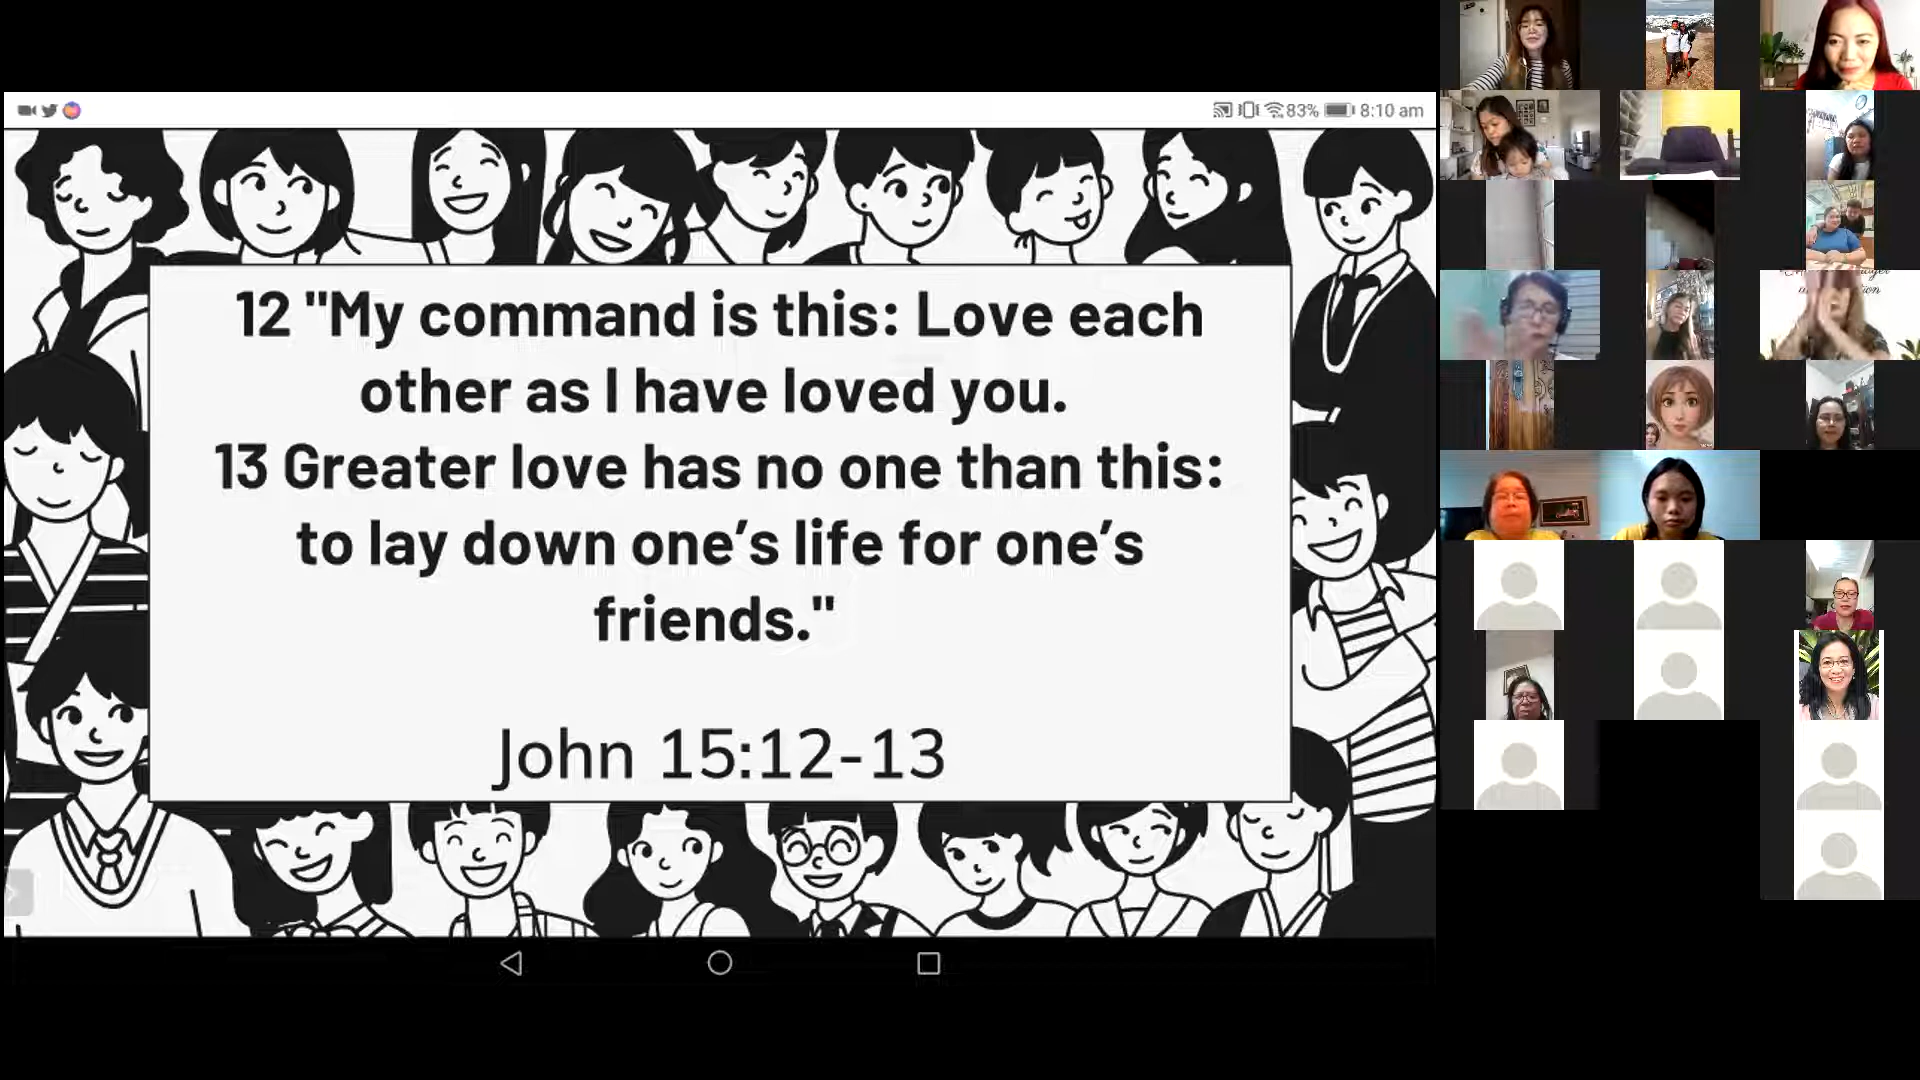 83% 8:10 am
12 "My command is this: Love each
other as I have loved you.
13 Greater love has no one than this:
to lay down one’s life for one’s
friends."
John 15:12-13